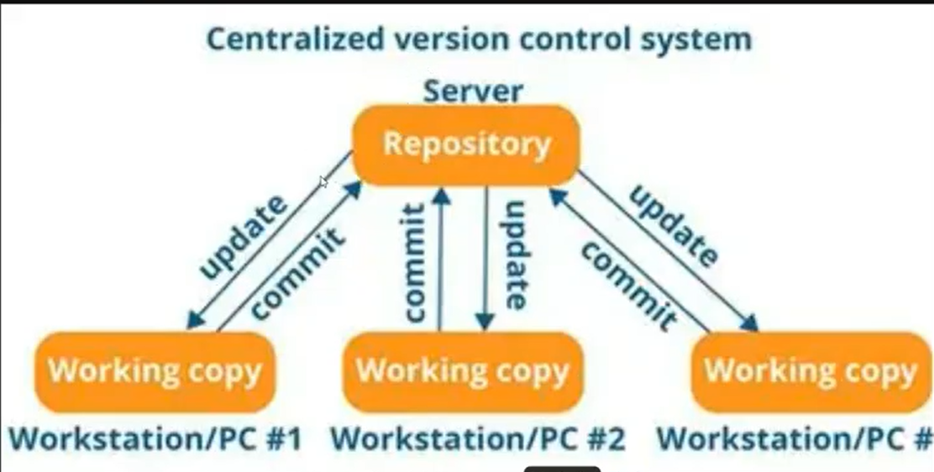 Centralized version control system
Server
Repository
update
commit
commit
update
commit
update
Working copy
Working copy
Working copy
Workstation/PC #1
Workstation/PC #2
Workstation/PC #